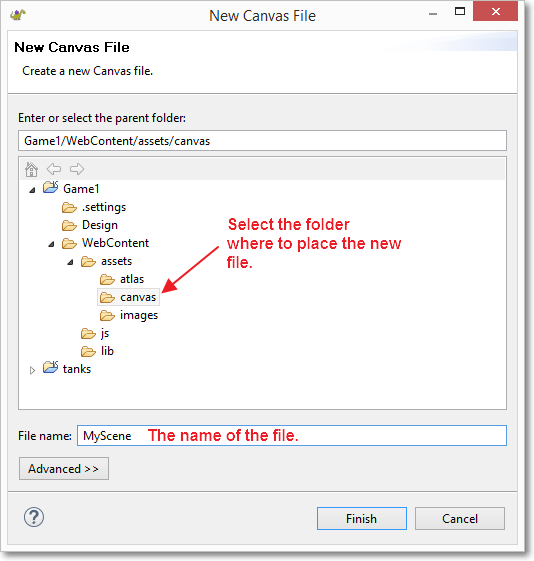 New Canvas File
New Canvas File
Create a new Canvas file.
Enter or select the parent folder:
Game1/WebContent/assets/canvas
Game1
.settings
Design
WebContent
assets
atlas
canvas
images
js
lib
tanks
Select the folder
where to place the new
file.
File name: MyScene The name of the file.
Advanced >>
? Finish Cancel